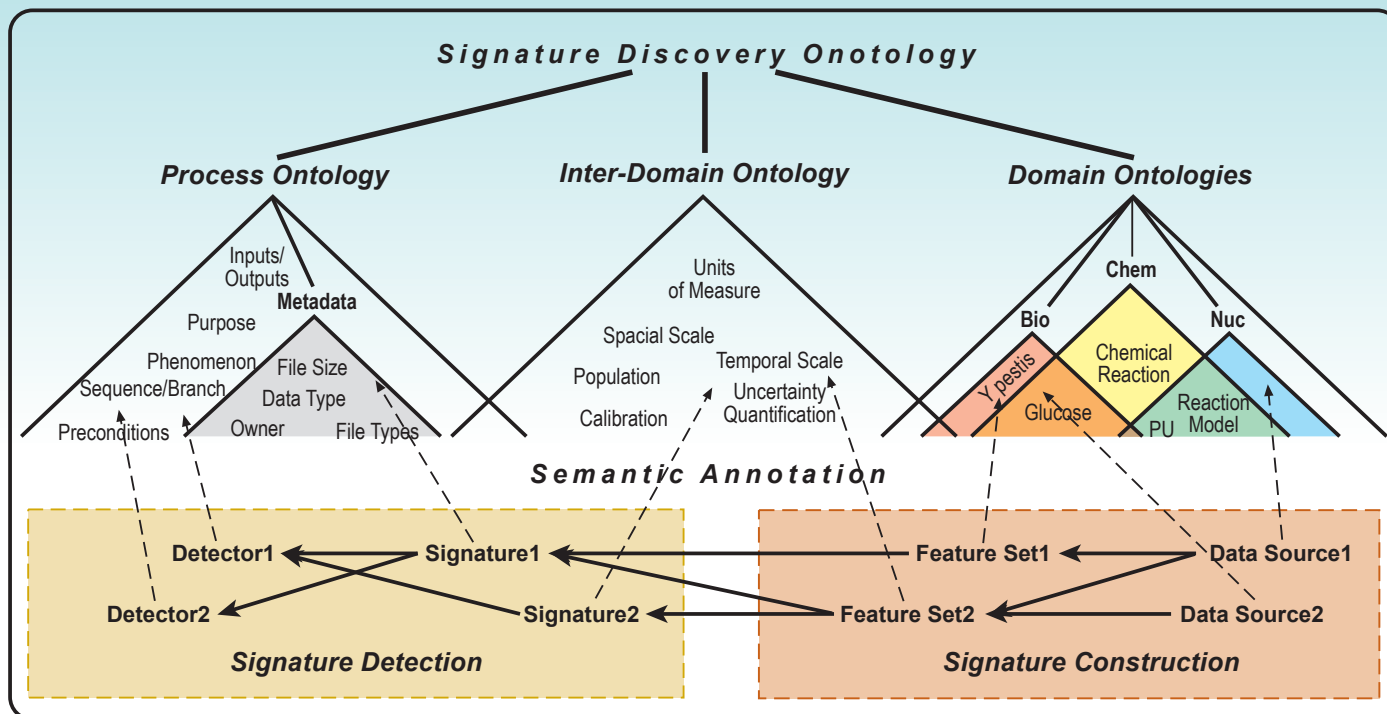 Signature Discovery Onotology
Process Ontology
Inter-Domain Ontology
Domain Ontologies
Inputs/
Outputs
Metadata
Purpose
Phenomenon
File Size
Sequence/Branch
Data Type
Preconditions
Owner
File Types
Units
of Measure
Spacial Scale
Temporal Scale
Population
Uncertainty
Quantification
Calibration
Chem
Bio
Nuc
Y pestis
Chemical
Reaction
Glucose
PU
Reaction
Model
Semantic Annotation
Detector1
Signature1
Feature Set1
Data Source1
Detector2
Signature2
Feature Set2
Data Source2
Signature Detection
Signature Construction